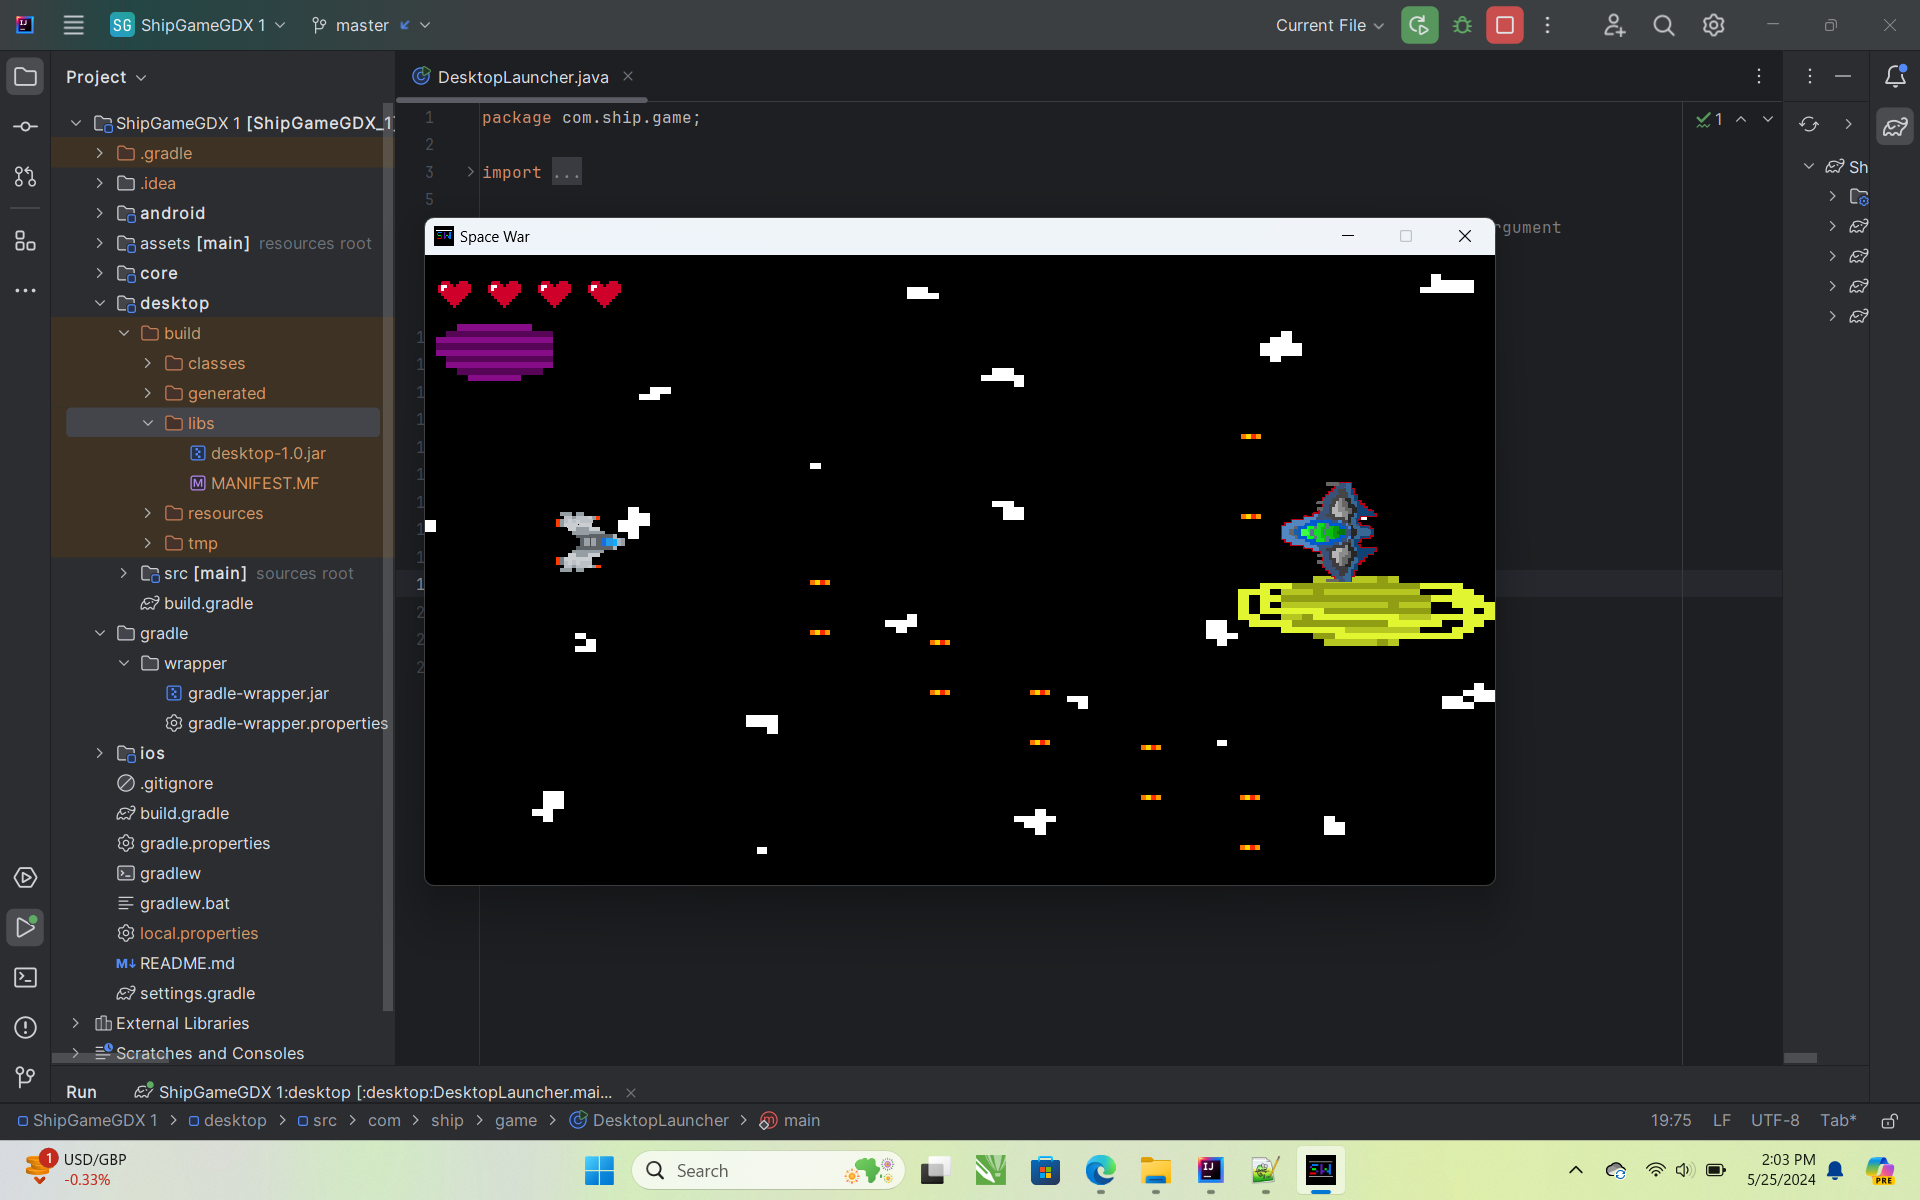 SG ShipGameGDX 1 master Current File
Project
DesktopLauncher.java
ShipGameGDX 1 [ShipGameGDX_1]
.gradle
.idea
android
assets [main] resources root
core
desktop
build
classes
generated
libs
desktop-1.0.jar
MANIFEST.MF
resources
tmp
src [main] sources root
build.gradle
gradle
wrapper
gradle-wrapper.jar
gradle-wrapper.properties
ios
.gitignore
build.gradle
gradle.properties
gradlew
gradlew.bat
local.properties
README.md
settings.gradle
External Libraries
Scratches and Consoles
1 package com.ship.game;
2
3 import ...
5
1
Sh
Space War
Run ShipGameGDX 1:desktop [:desktop:DesktopLauncher.mai...
ShipGameGDX 1 > desktop > src > com > ship > game > DesktopLauncher > main
19:75 LF UTF-8 Tab*
1 USD/GBP
-0.33%
Search
2:03 PM
5/25/2024
PRE